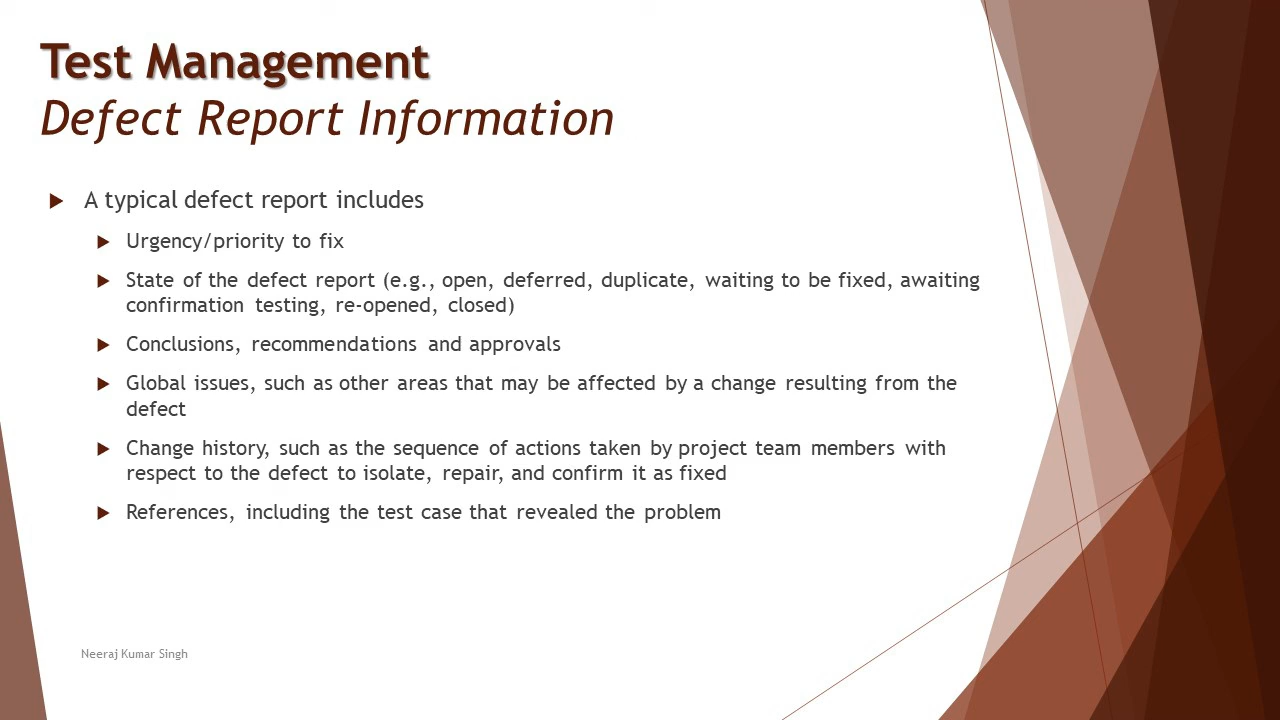 Test Management
Defect Report Information
A typical defect report includes
Urgency/priority to fix
State of the defect report (e.g., open, deferred, duplicate, waiting to be fixed, awaiting
confirmation testing, re-opened, closed)
Conclusions, recommendations and approvals
Global issues, such as other areas that may be affected by a change resulting from the
defect
Change history, such as the sequence of actions taken by project team members with
respect to the defect to isolate, repair, and confirm it as fixed
References, including the test case that revealed the problem
Neeraj Kumar Singh